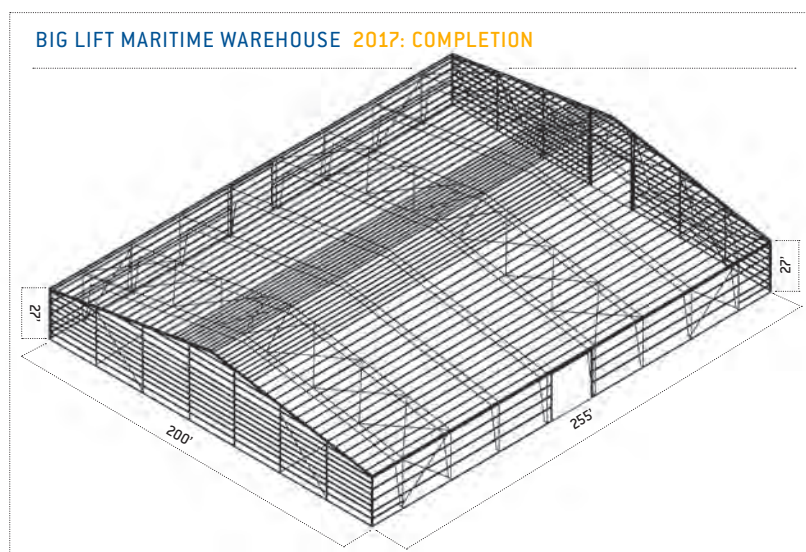 BIG LIFT MARITIME WAREHOUSE 2017: COMPLETION
27'
27'
200'
255'